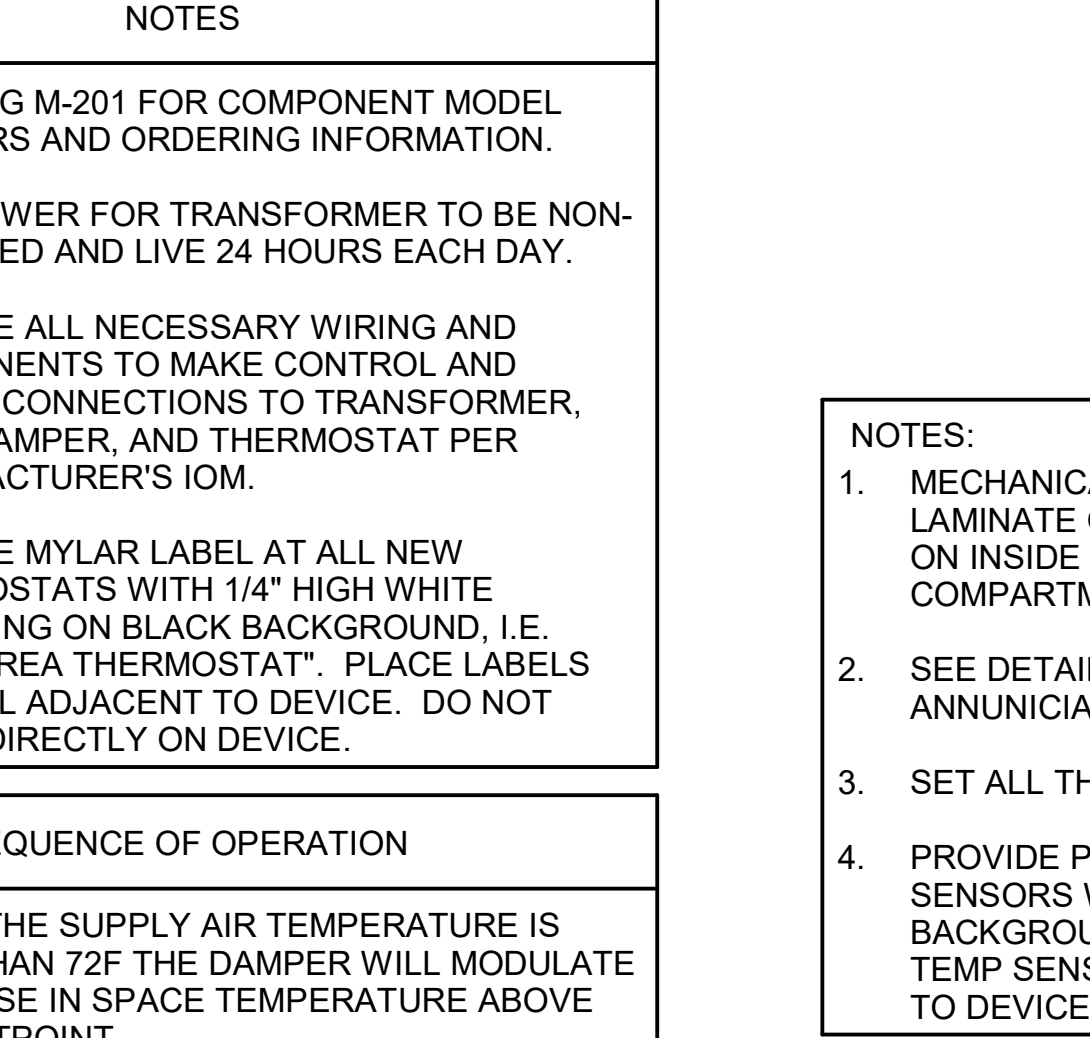 NOTES
G M-201 FOR COMPONENT MODEL
RS AND ORDERING INFORMATION.
WER FOR TRANSFORMER TO BE NON-
ED AND LIVE 24 HOURS EACH DAY.
E ALL NECESSARY WIRING AND
NENTS TO MAKE CONTROL AND
CONNECTIONS TO TRANSFORMER,
AMPER, AND THERMOSTAT PER
ACTURER'S IOM.
E MYLAR LABEL AT ALL NEW
OSTATS WITH 1/4" HIGH WHITE
ING ON BLACK BACKGROUND, I.E.
REA THERMOSTAT". PLACE LABELS
L ADJACENT TO DEVICE. DO NOT
DIRECTLY ON DEVICE.
EQUENCE OF OPERATION
THE SUPPLY AIR TEMPERATURE IS
HAN 72F THE DAMPER WILL MODULATE
SE IN SPACE TEMPERATURE ABOVE
TPOINT
NOTES:
1. MECHANICA
LAMINATE
ON INSIDE
COMPARTM
2. SEE DETAIL
ANNUNICIA
3. SET ALL TH
4. PROVIDE P
SENSORS W
BACKGROU
TEMP SENS
TO DEVICE